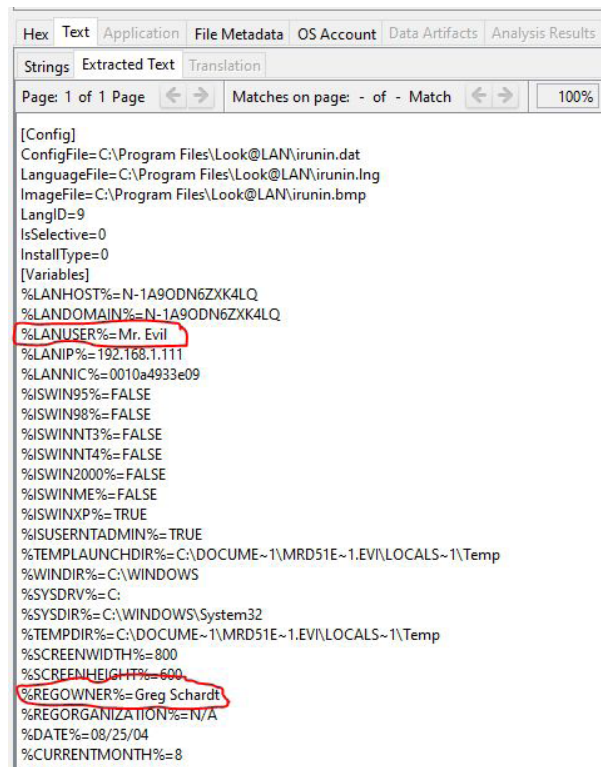 Hex Text Application File Metadata OS Account Data Artifacts Analysis Results
Strings Extracted Text Translation
Page: 1 of 1 Page Matches on page: - of - Match 100%
[Config]
ConfigFile=C:\Program Files\Look@LAN\irunin.dat
LanguageFile=C:\Program Files\Look@LAN\irunin.lng
ImageFile=C:\Program Files\Look@LAN\irunin.bmp
LangID=9
IsSelective=0
InstallType=0
[Variables]
%LANHOST%=N-1A9ODN6ZXK4LQ
%LANDOMAIN%=N-1A9ODN6ZXK4LQ
%LANUSER%=Mr. Evil
%LANIP%=192.168.1.111
%LANNIC%=0010a4933e09
%ISWIN95%=FALSE
%ISWIN98%=FALSE
%ISWINNT3%=FALSE
%ISWINNT4%=FALSE
%ISWIN2000%=FALSE
%ISWINME%=FALSE
%ISWINXP%=TRUE
%ISUSERNTADMIN%=TRUE
%TEMPLAUNCHDIR%=C:\DOCUME~1\MRD51E~1.EVI\LOCALS~1\Temp
%WINDIR%=C:\WINDOWS
%SYSDRV%=C:
%SYSDIR%=C:\WINDOWS\System32
%TEMPDIR%=C:\DOCUME~1\MRD51E~1.EVI\LOCALS~1\Temp
%SCREENWIDTH%=800
%SCREENHEIGHT%=600
%REGOWNER%=Greg Schardt
%REGORGANIZATION%=N/A
%DATE%=08/25/04
%CURRENTMONTH%=8